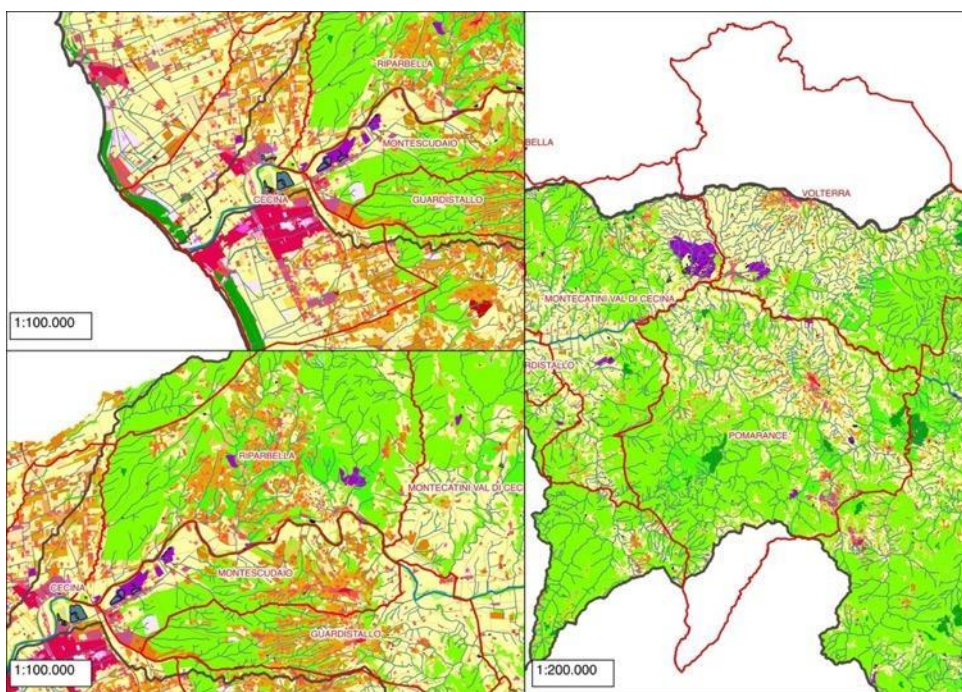 RIPARBELLA
MONTESCUDAIO
CECINA
GUARDISTALLO
1:100.000
RIPARBELLA
MONTECATINI VAL DI CECI
MONTESCUDAIO
CECINA
GUARDISTALLO
1:100.000
BELLA
VOLTERRA
MONTECATINI VAL DI CECINA
RDISTALLO
POMARANCE
1:200.000